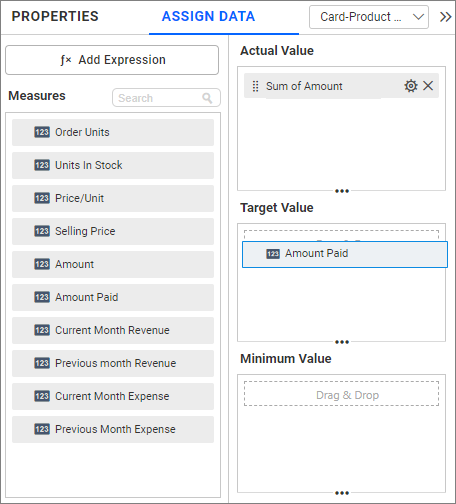 PROPERTIES
ASSIGN DATA
Card-Product ...
ƒx Add Expression
Measures
Search
123 Order Units
123 Units In Stock
123 Price/Unit
123 Selling Price
123 Amount
123 Amount Paid
123 Current Month Revenue
123 Previous month Revenue
123 Current Month Expense
123 Previous Month Expense
Actual Value
Sum of Amount
Target Value
123 Amount Paid
Minimum Value
Drag & Drop